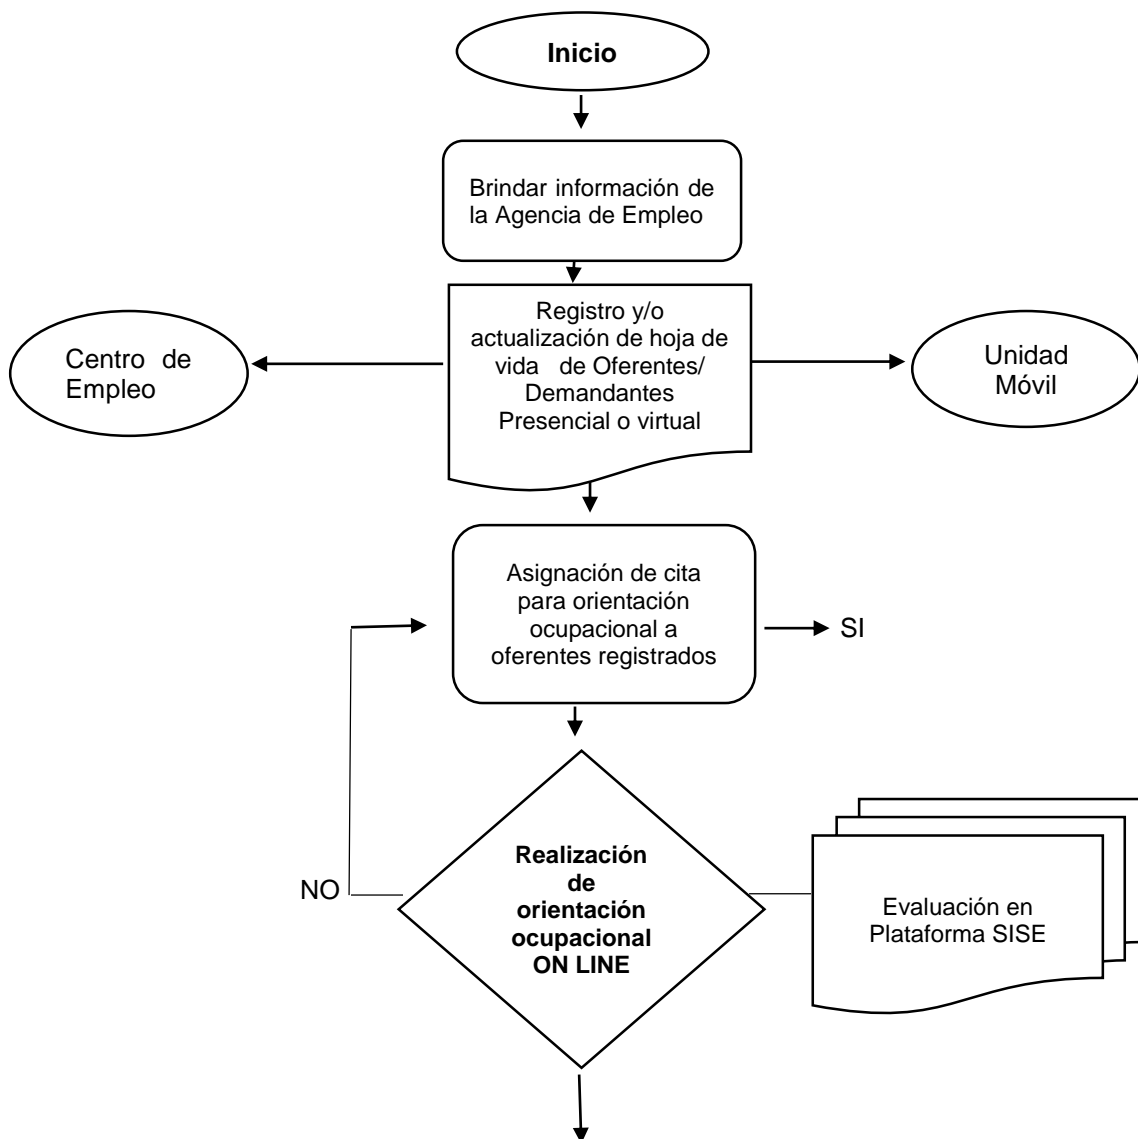 Inicio
Brindar información de
la Agencia de Empleo
Registro y/o
actualización de hoja de
vida de Oferentes/
Demandantes
Presencial o virtual
Centro de
Empleo
Unidad
Móvil
Asignación de cita
para orientación
ocupacional a
oferentes registrados
SI
NO
Realización
de
orientación
ocupacional
ON LINE
Evaluación en
Plataforma SISE